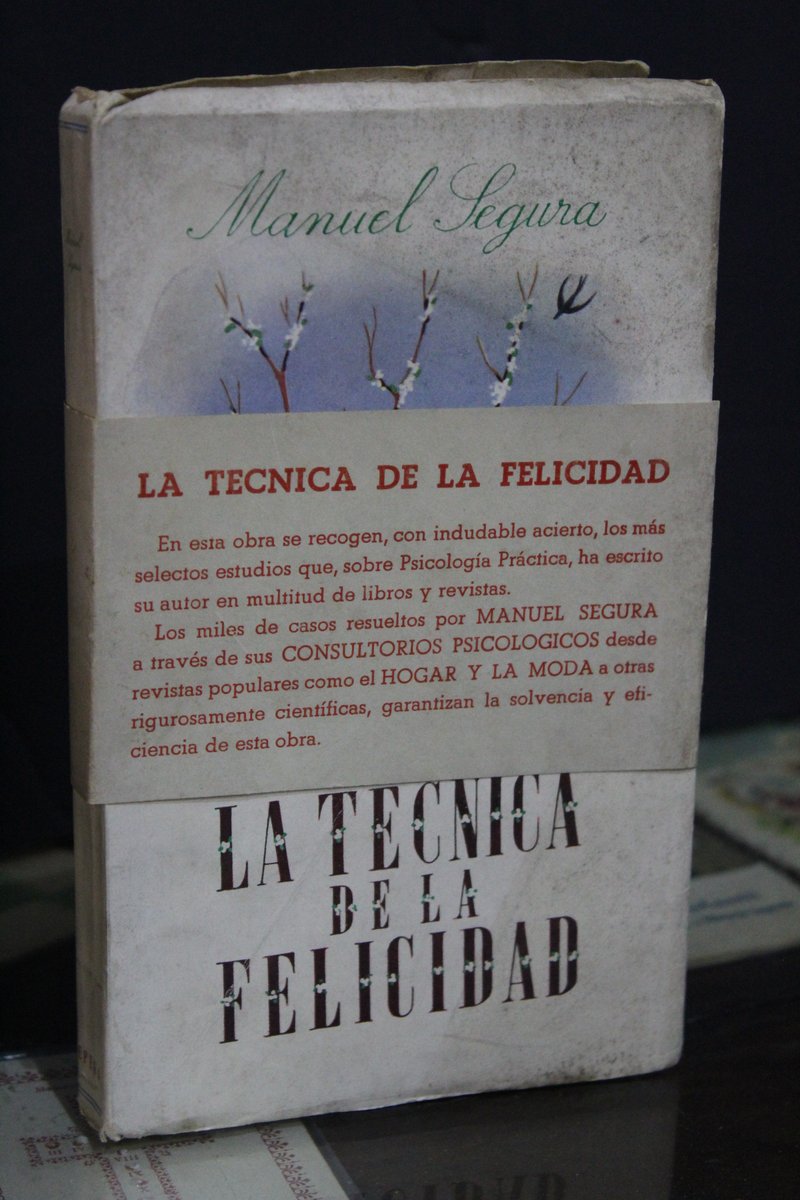 Manuel Segura
LA TECNICA DE LA FELICIDAD
En esta obra se recogen, con indudable acierto, los más
selectos estudios que, sobre Psicología Práctica, ha escrito
su autor en multitud de libros y revistas.
Los miles de casos resueltos por MANUEL SEGURA
a través de sus CONSULTORIOS PSICOLOGICOS desde
revistas populares como el HOGAR Y LA MODA a otras
rigurosamente científicas, garantizan la solvencia y efi-
ciencia de esta obra.
LA TECNICA
DE LA
FELICIDAD
Manuel
Segura